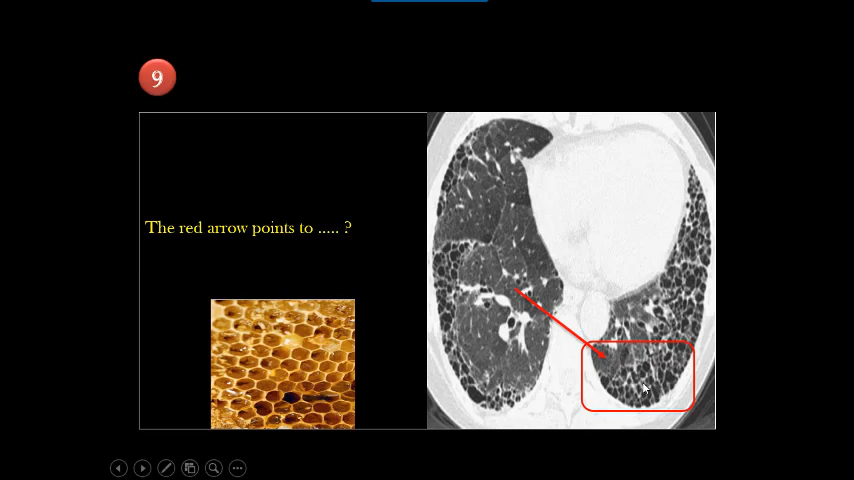 9
The red arrow points to ..... ?